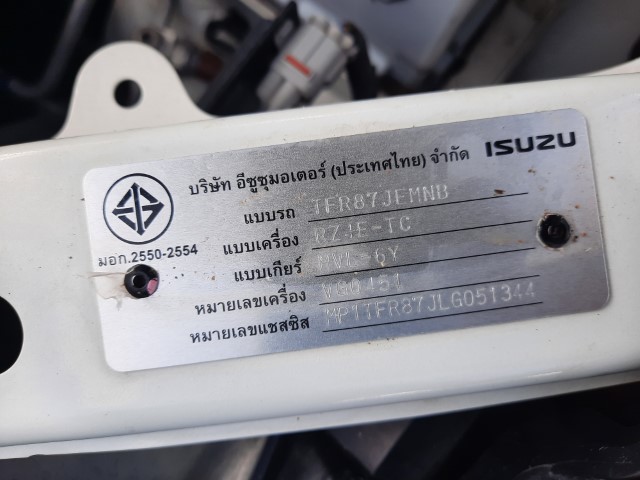 บริษัท อีซูซุมอเตอร์ (ประเทศไทย) จำกัด ISUZU
แบบรถ TFR87JEMNB
มอก.2550-2554
แบบเครื่อง RZ4E-TC
แบบเกียร์ 6Y
หมายเลขเครื่อง
หมายเลขแชสซิส MP1TFR87JLG051344